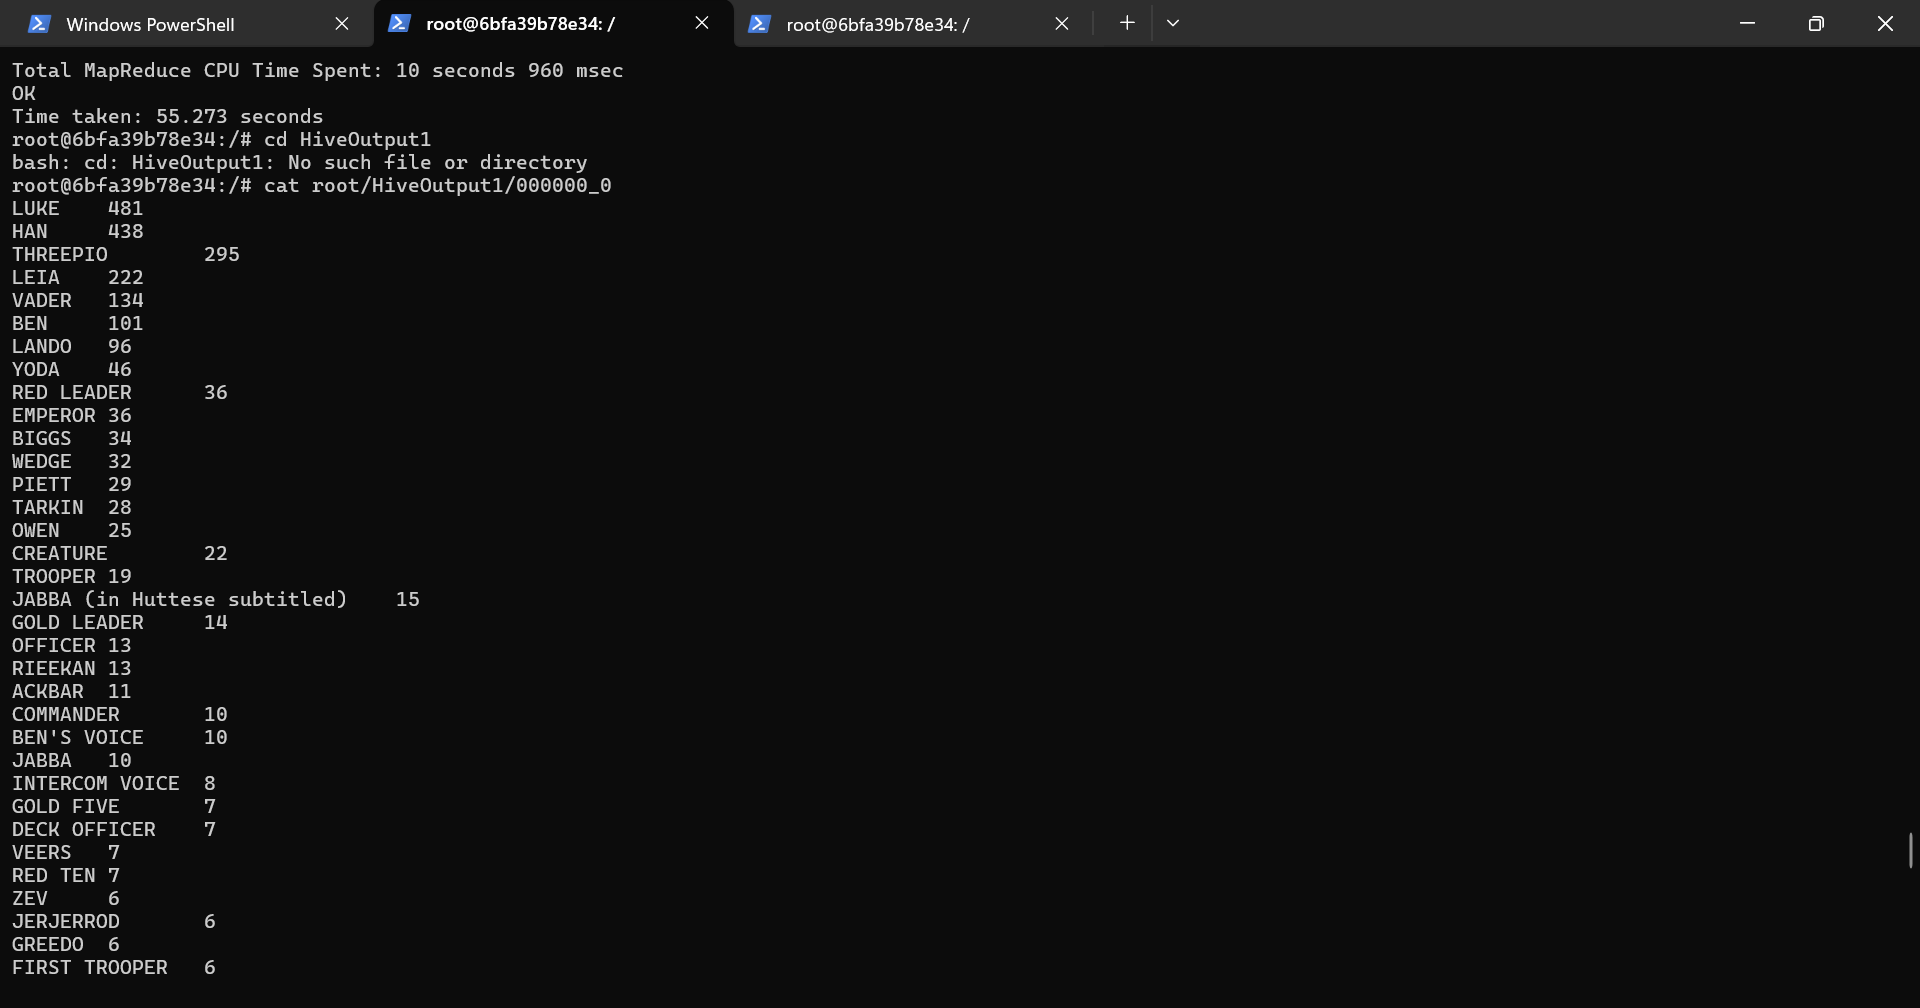 Windows PowerShell
root@6bfa39b78e34: /
root@6bfa39b78e34: /
Total MapReduce CPU Time Spent: 10 seconds 960 msec
OK
Time taken: 55.273 seconds
root@6bfa39b78e34:/# cd HiveOutput1
bash: cd: HiveOutput1: No such file or directory
root@6bfa39b78e34:/# cat root/HiveOutput1/000000_0
LUKE    481
HAN     438
THREEPIO        295
LEIA    222
VADER   134
BEN     101
LANDO   96
YODA    46
RED LEADER      36
EMPEROR 36
BIGGS   34
WEDGE   32
PIETT   29
TARKIN  28
OWEN    25
CREATURE        22
TROOPER 19
JABBA (in Huttese subtitled)    15
GOLD LEADER     14
OFFICER 13
RIEEKAN 13
ACKBAR  11
COMMANDER       10
BEN'S VOICE     10
JABBA   10
INTERCOM VOICE  8
GOLD FIVE       7
DECK OFFICER    7
VEERS   7
RED TEN 7
ZEV     6
JERJERROD       6
GREEDO  6
FIRST TROOPER   6